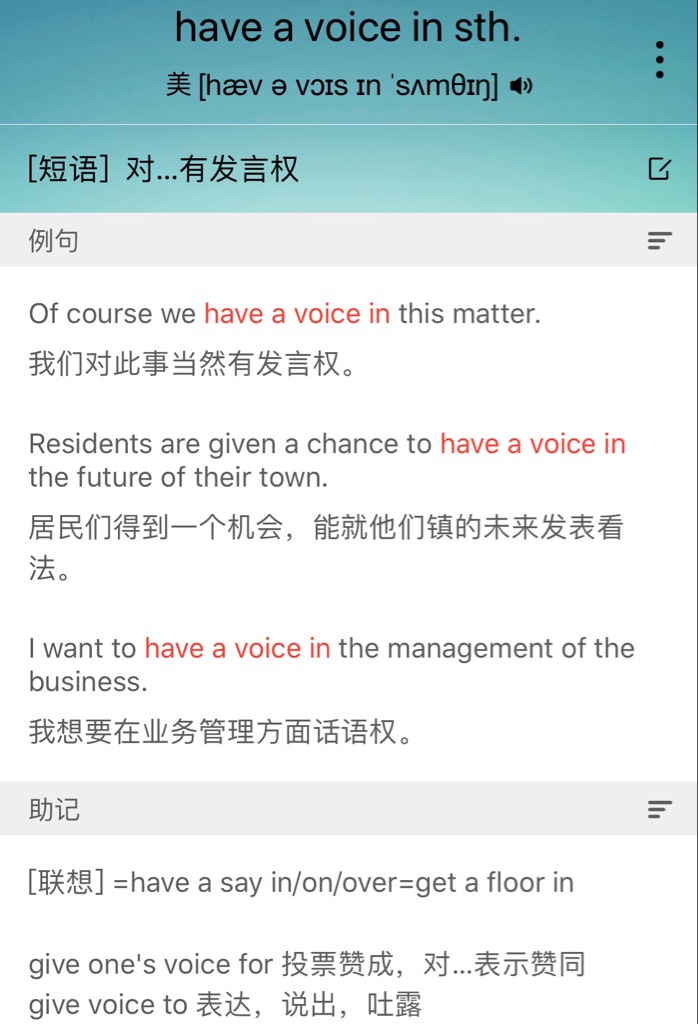 have a voice in sth.
美 [hæv ə vɔɪs ɪn ˈsʌmθɪŋ]
[短语] 对...有发言权
例句
Of course we have a voice in this matter.
我们对此事当然有发言权。
Residents are given a chance to have a voice in
the future of their town.
居民们得到一个机会，能就他们镇的未来发表看
法。
I want to have a voice in the management of the
business.
我想要在业务管理方面话语权。
助记
[联想] =have a say in/on/over=get a floor in
give one's voice for 投票赞成，对...表示赞同
give voice to 表达，说出，吐露